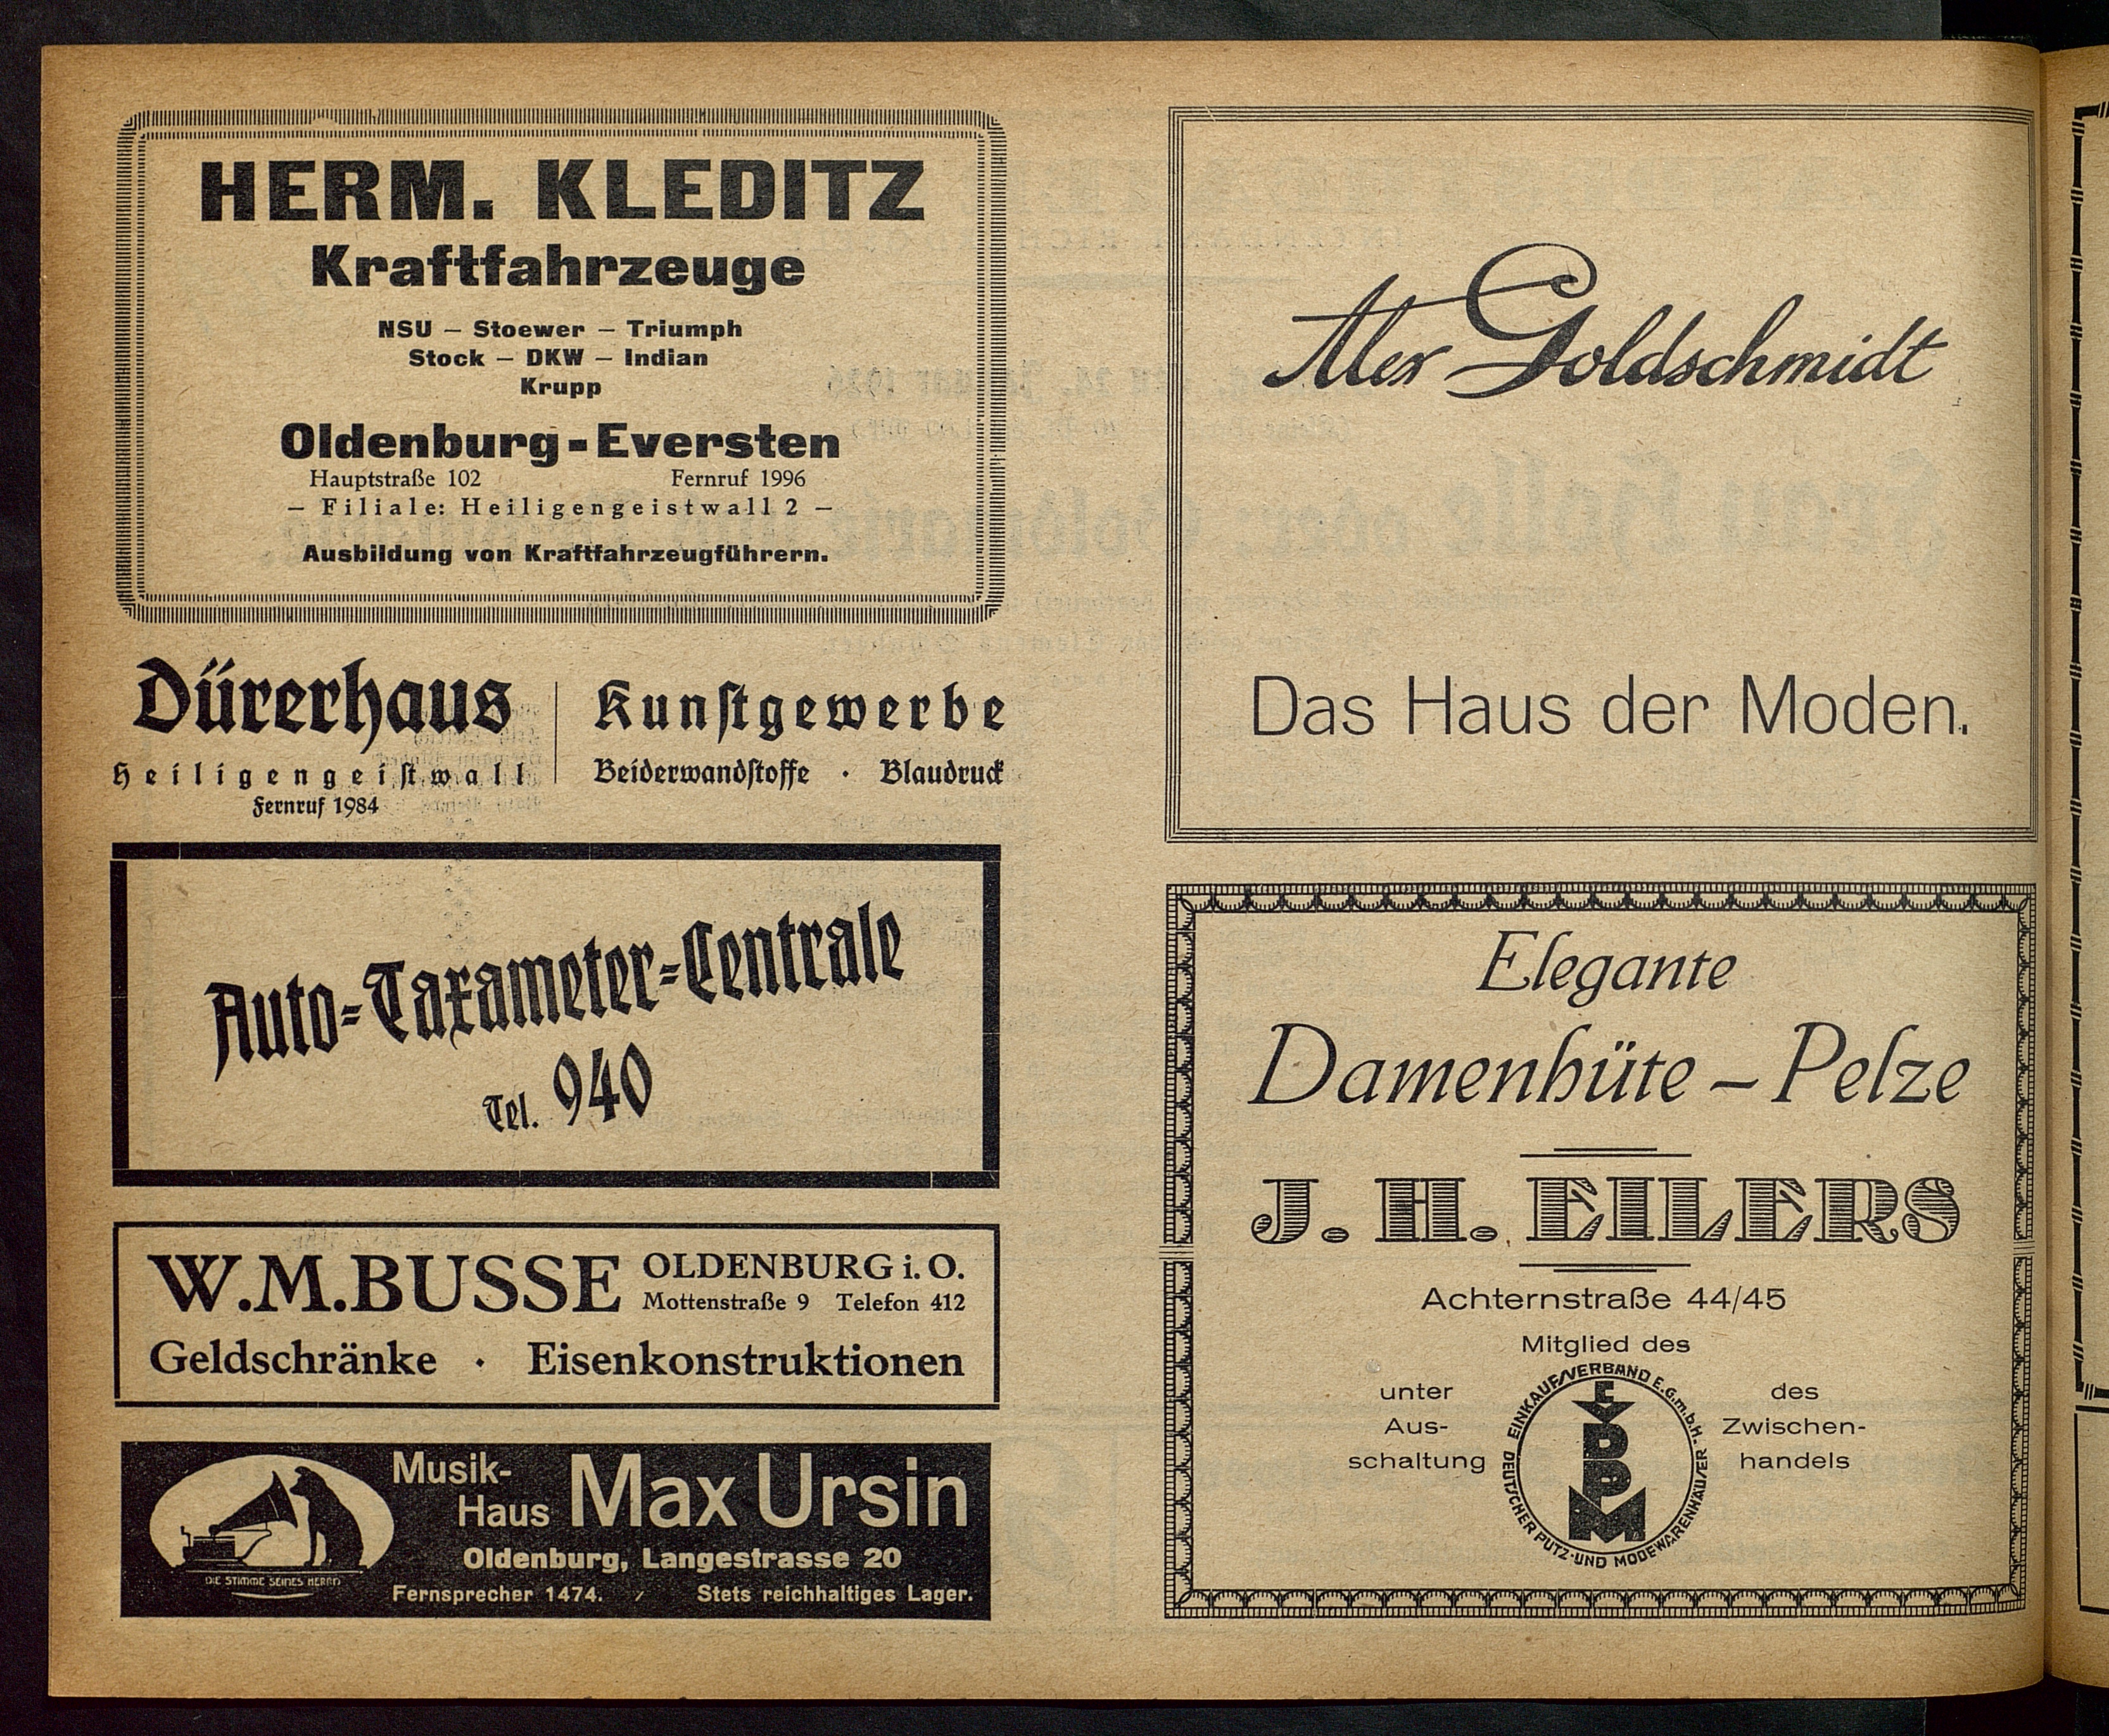 HERM. KLEDITZ
Kraftfahrzeuge
NSU – Stoewer – Triumph
Stock – DKW – Indian
Krupp
Oldenburg-Eversten
Hauptstraße 102 Fernruf 1996
– Filiale: Heiligengeistwall 2 –
Ausbildung von Kraftfahrzeugführern.
Dürerhaus
Heiligengeistwall
Fernruf 1984
Kunstgewerbe
Beiderwandstoffe · Blaudruck
Auto-Taxameter-Centrale
Tel. 940
W.M.BUSSE OLDENBURG i. O.
Mottenstraße 9 Telefon 412
Geldschränke · Eisenkonstruktionen
Musik-
Haus Max Ursin
Oldenburg, Langestrasse 20
Fernsprecher 1474. / Stets reichhaltiges Lager.
DIE STIMME SEINES HERRN
Alex Goldschmidt
Das Haus der Moden.
Elegante
Damenhüte – Pelze
J. H. EILERS
Achternstraße 44/45
Mitglied des
unter
Aus-
schaltung
EINKAUFSVERBAND E.G.m.b.H.
DEUTSCHER PUTZ-UND MODEWARENHÄUSER
E
V
D
P
M
des
Zwischen-
handels